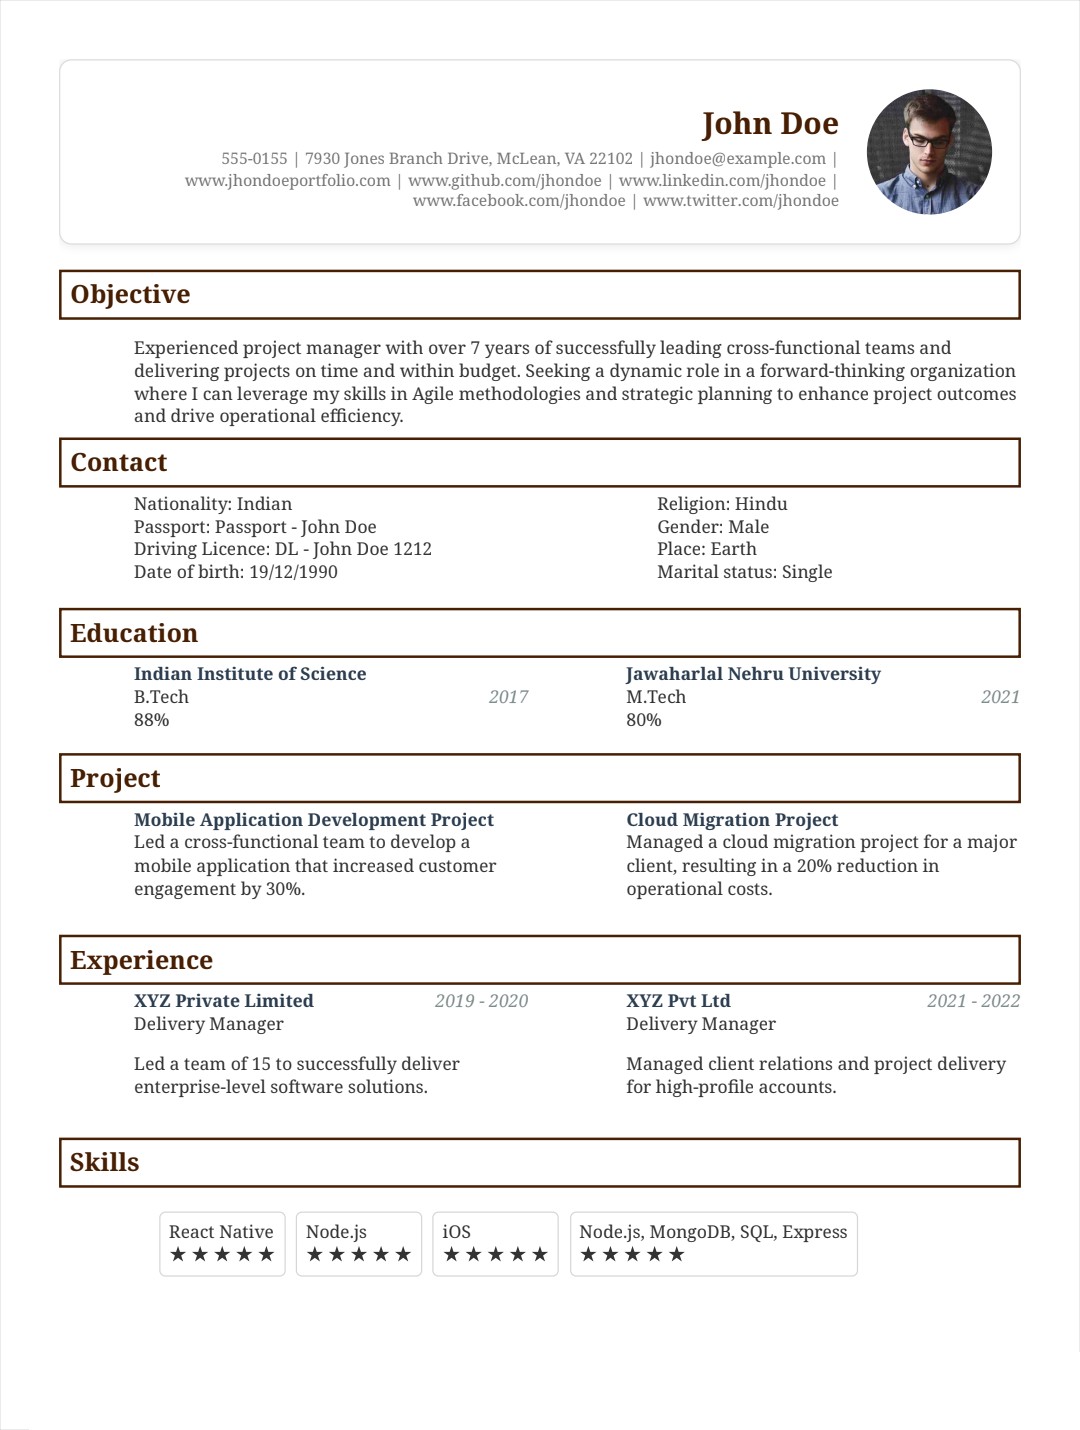 John Doe
555-0155 | 7930 Jones Branch Drive, McLean, VA 22102 | jhondoe@example.com |
www.jhondoeportfolio.com | www.github.com/jhondoe | www.linkedin.com/jhondoe |
www.facebook.com/jhondoe | www.twitter.com/jhondoe
Objective
Experienced project manager with over 7 years of successfully leading cross-functional teams and
delivering projects on time and within budget. Seeking a dynamic role in a forward-thinking organization
where I can leverage my skills in Agile methodologies and strategic planning to enhance project outcomes
and drive operational efficiency.
Contact
Nationality: Indian
Passport: Passport - John Doe
Driving Licence: DL - John Doe 1212
Date of birth: 19/12/1990
Religion: Hindu
Gender: Male
Place: Earth
Marital status: Single
Education
Indian Institute of Science
B.Tech 2017
88%
Jawaharlal Nehru University
M.Tech 2021
80%
Project
Mobile Application Development Project
Led a cross-functional team to develop a
mobile application that increased customer
engagement by 30%.
Cloud Migration Project
Managed a cloud migration project for a major
client, resulting in a 20% reduction in
operational costs.
Experience
XYZ Private Limited 2019 - 2020
Delivery Manager
Led a team of 15 to successfully deliver
enterprise-level software solutions.
XYZ Pvt Ltd 2021 - 2022
Delivery Manager
Managed client relations and project delivery
for high-profile accounts.
Skills
React Native
★ ★ ★ ★ ★
Node.js
★ ★ ★ ★ ★
iOS
★ ★ ★ ★ ★
Node.js, MongoDB, SQL, Express
★ ★ ★ ★ ★